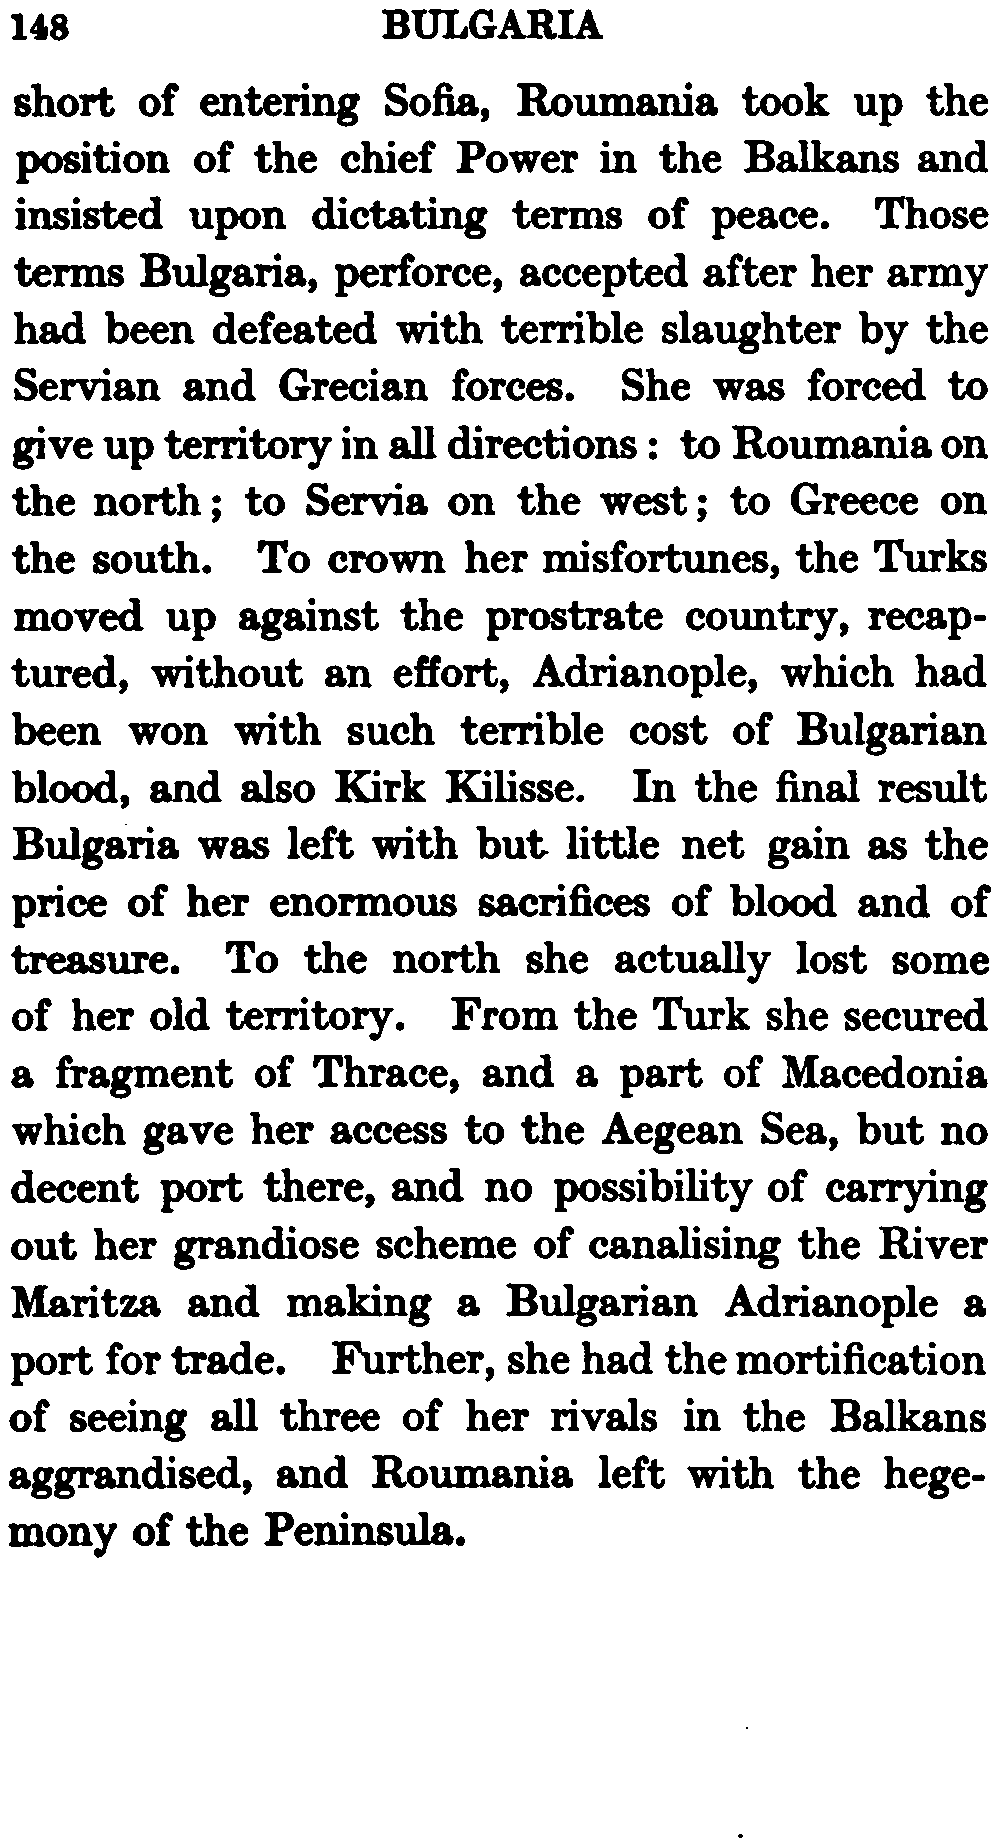 148 BULGARIA
short of entering Sofia, Roumania took up the
position of the chief Power in the Balkans and
insisted upon dictating terms of peace. Those
terms Bulgaria, perforce, accepted after her army
had been defeated with terrible slaughter by the
Servian and Grecian forces. She was forced to
give up territory in all directions : to Roumania on
the north ; to Servia on the west ; to Greece on
the south. To crown her misfortunes, the Turks
moved up against the prostrate country, recap-
tured, without an effort, Adrianople, which had
been won with such terrible cost of Bulgarian
blood, and also Kirk Kilisse. In the final result
Bulgaria was left with but little net gain as the
price of her enormous sacrifices of blood and of
treasure. To the north she actually lost some
of her old territory. From the Turk she secured
a fragment of Thrace, and a part of Macedonia
which gave her access to the Aegean Sea, but no
decent port there, and no possibility of carrying
out her grandiose scheme of canalising the River
Maritza and making a Bulgarian Adrianople a
port for trade. Further, she had the mortification
of seeing all three of her rivals in the Balkans
aggrandised, and Roumania left with the hege-
mony of the Peninsula.